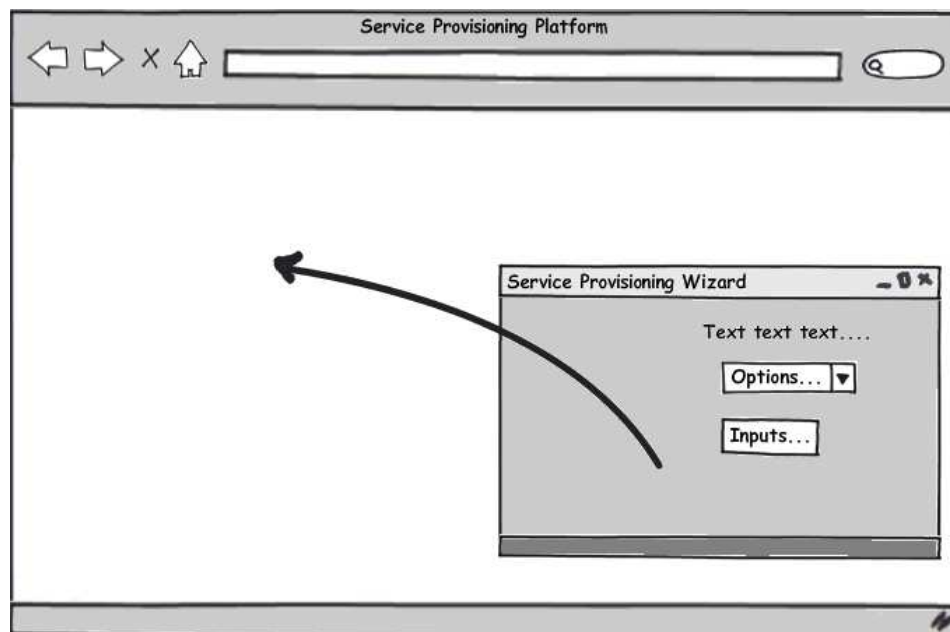 Service Provisioning Platform
Service Provisioning Wizard
Text text text....
Options...
Inputs...